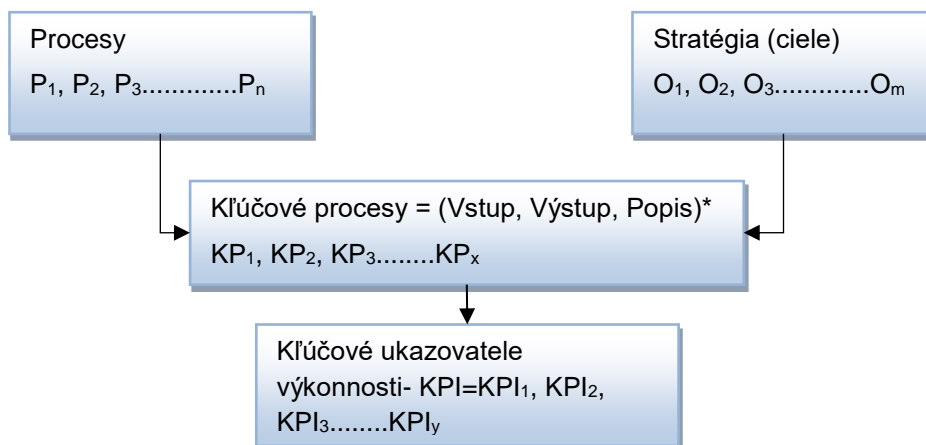 Procesy
P₁, P₂, P₃.............Pₙ
Stratégia (ciele)
O₁, O₂, O₃.............Oₘ
Kľúčové procesy = (Vstup, Výstup, Popis)*
KP₁, KP₂, KP₃........KPₓ
Kľúčové ukazovatele
výkonnosti- KPI=KPI₁, KPI₂,
KPI₃........KPIᵧ